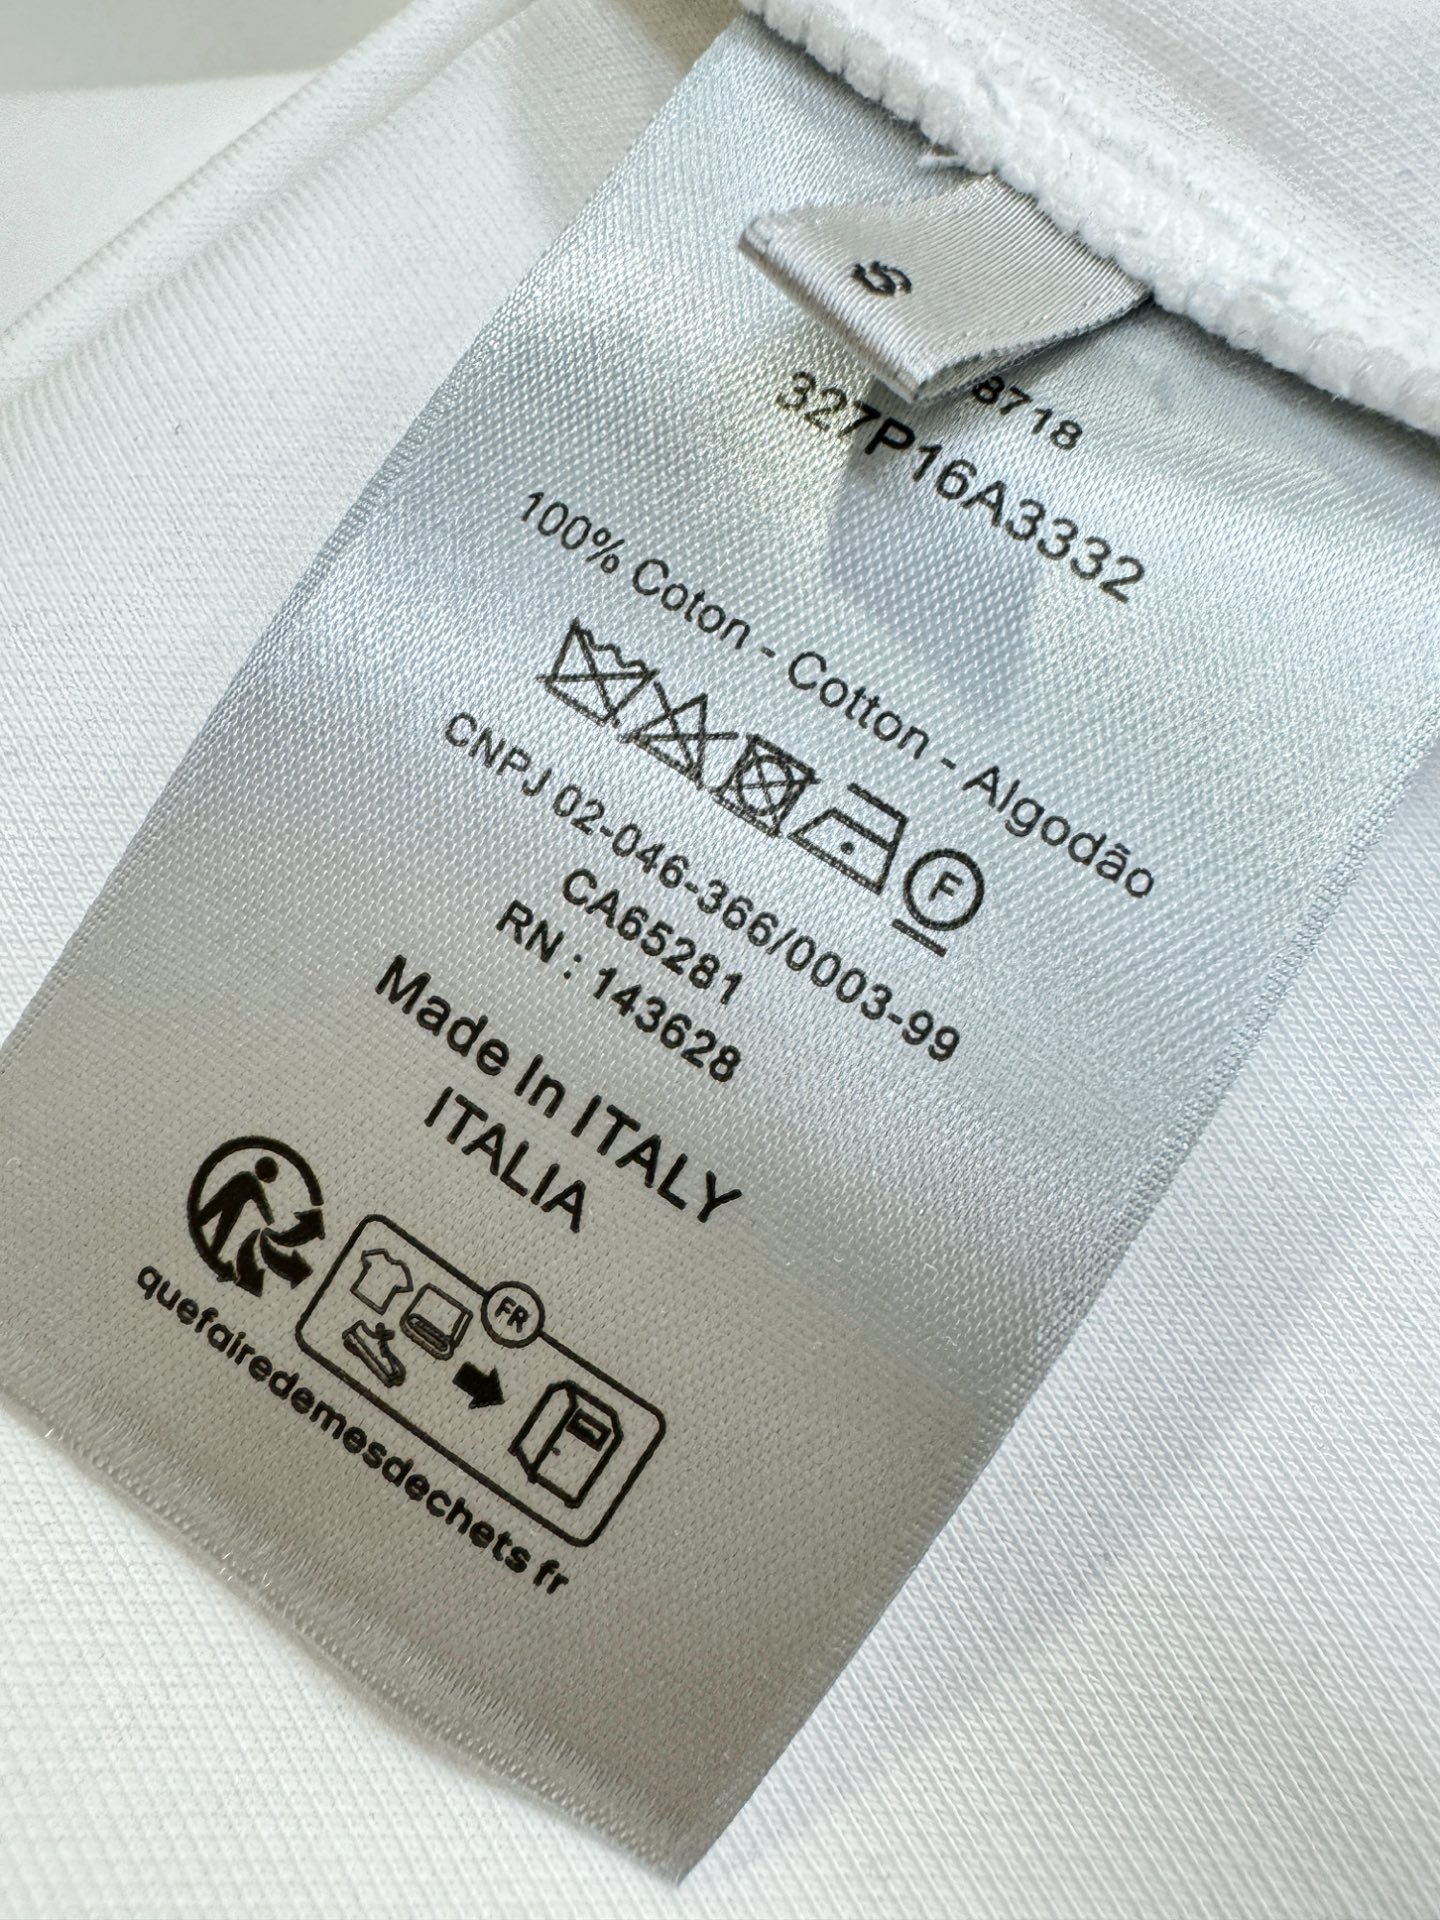 S
8718
327P16A3332
100% Coton - Cotton - Algodão
F
CNPJ 02-046-366/0003-99
CA65281
RN : 143628
Made In ITALY
ITALIA
FR
quefairedemesdechets.fr